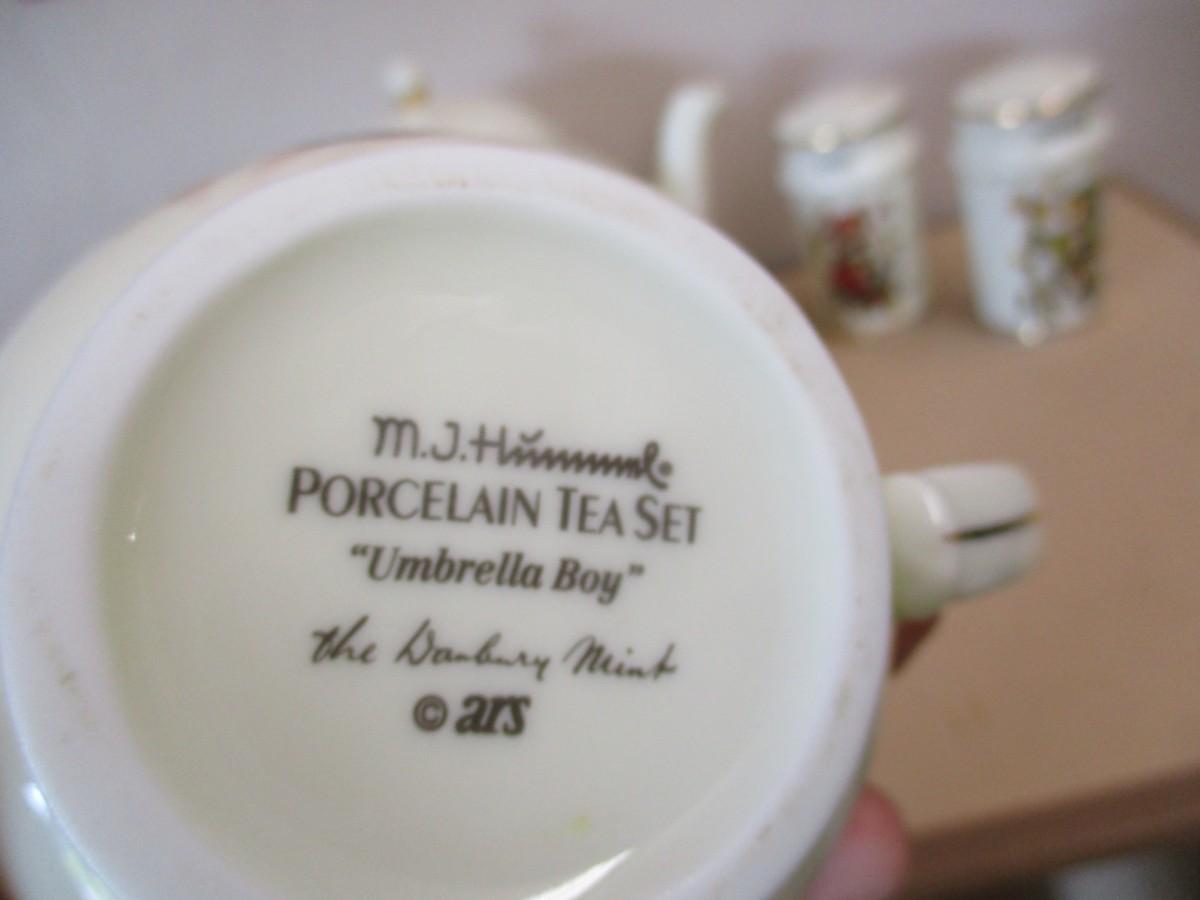 M.J.Hummel®
PORCELAIN TEA SET
“Umbrella Boy”
the Danbury Mint
© ars